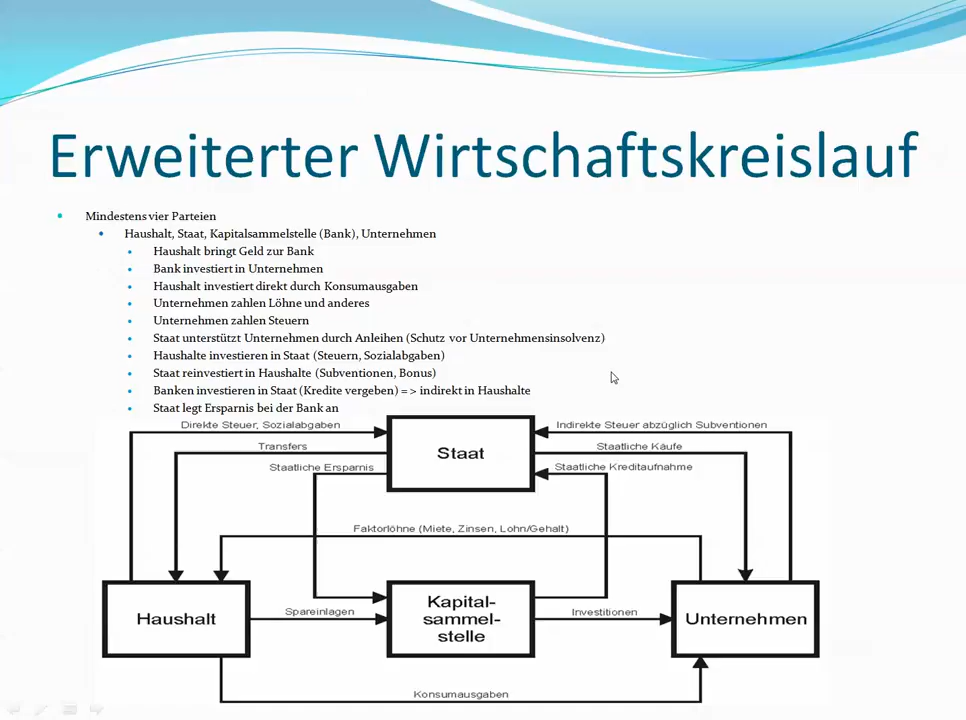 Erweiterter Wirtschaftskreislauf
Mindestens vier Parteien
Haushalt, Staat, Kapitalsammelstelle (Bank), Unternehmen
Haushalt bringt Geld zur Bank
Bank investiert in Unternehmen
Haushalt investiert direkt durch Konsumausgaben
Unternehmen zahlen Löhne und anderes
Unternehmen zahlen Steuern
Staat unterstützt Unternehmen durch Anleihen (Schutz vor Unternehmensinsolvenz)
Haushalte investieren in Staat (Steuern, Sozialabgaben)
Staat reinvestiert in Haushalte (Subventionen, Bonus)
Banken investieren in Staat (Kredite vergeben) = > indirekt in Haushalte
Staat legt Ersparnis bei der Bank an
Direkte Steuer, Sozialabgaben
Indirekte Steuer abzüglich Subventionen
Transfers
Staat
Staatliche Käufe
Staatliche Ersparnis
Staatliche Kreditaufnahme
Faktorlöhne (Miete, Zinsen, Lohn/Gehalt)
Haushalt
Spareinlagen
Kapital-
sammel-
stelle
Investitionen
Unternehmen
Konsumausgaben